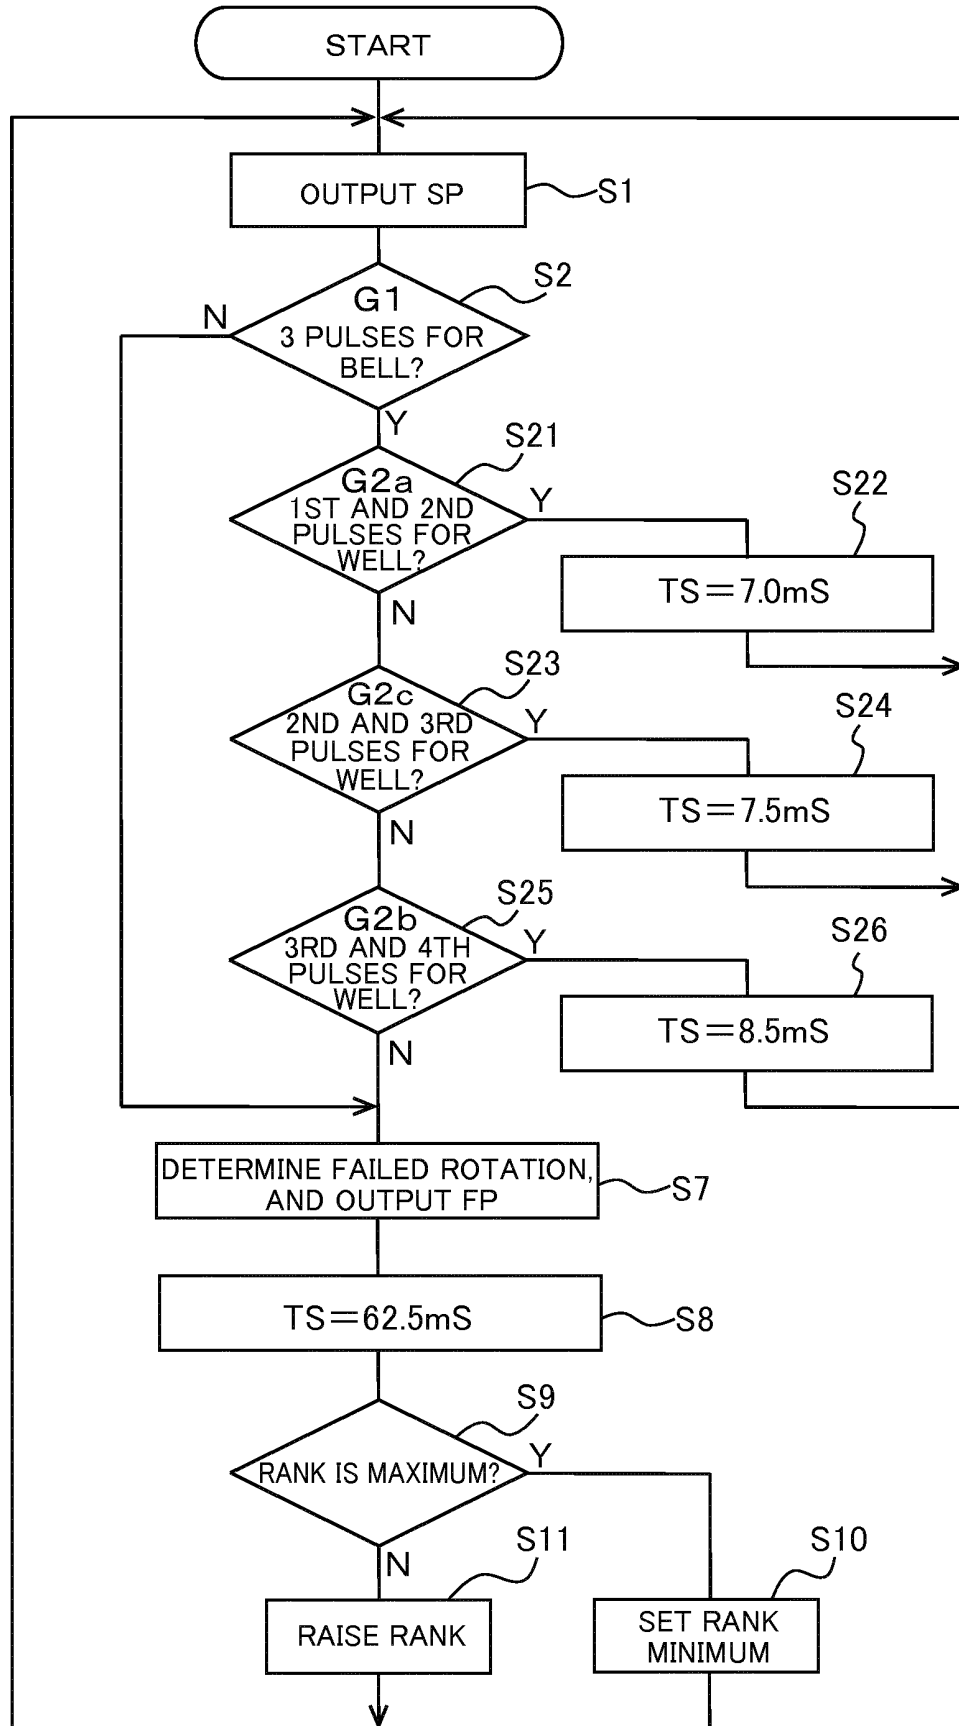 START
OUTPUT SP
S1
G1
3 PULSES FOR
BELL?
S2
N
Y
G2a
1ST AND 2ND
PULSES FOR
WELL?
S21
Y
N
S22
TS=7.0mS
G2c
2ND AND 3RD
PULSES FOR
WELL?
S23
Y
N
S24
TS=7.5mS
G2b
3RD AND 4TH
PULSES FOR
WELL?
S25
Y
N
S26
TS=8.5mS
DETERMINE FAILED ROTATION,
AND OUTPUT FP
S7
TS=62.5mS
S8
RANK IS MAXIMUM?
S9
Y
N
S11
RAISE RANK
S10
SET RANK
MINIMUM